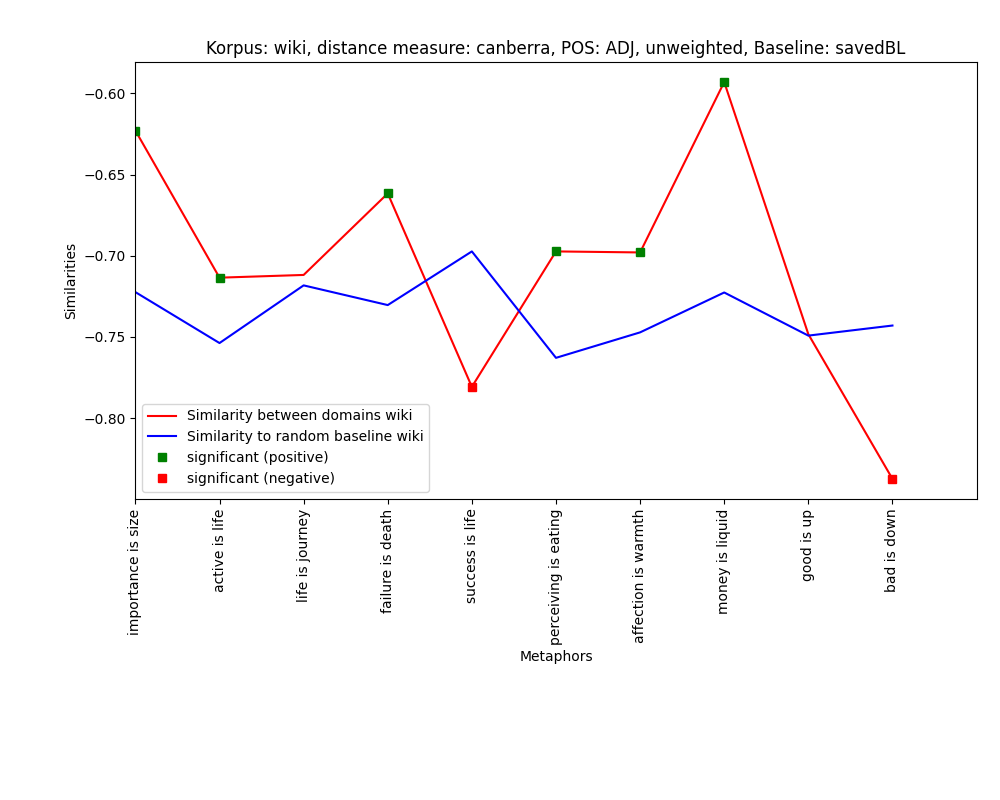 Korpus: wiki, distance measure: canberra, POS: ADJ, unweighted, Baseline: savedBL
Similarities
−0.60
−0.65
−0.70
−0.75
−0.80
Similarity between domains wiki
Similarity to random baseline wiki
significant (positive)
significant (negative)
importance is size
active is life
life is journey
failure is death
success is life
perceiving is eating
affection is warmth
money is liquid
good is up
bad is down
Metaphors